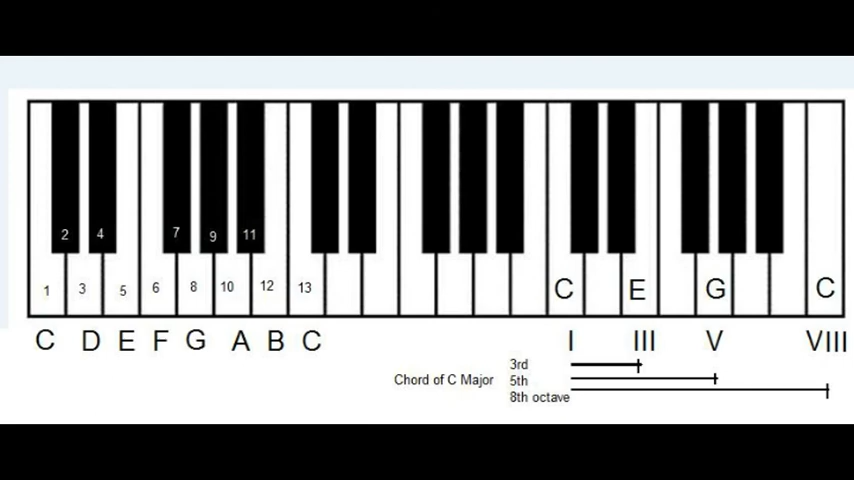 2 4 7 9 11
1 3 5 6 8 10 12 13 C E G C
C D E F G A B C I III V VIII
3rd
Chord of C Major 5th
8th octave